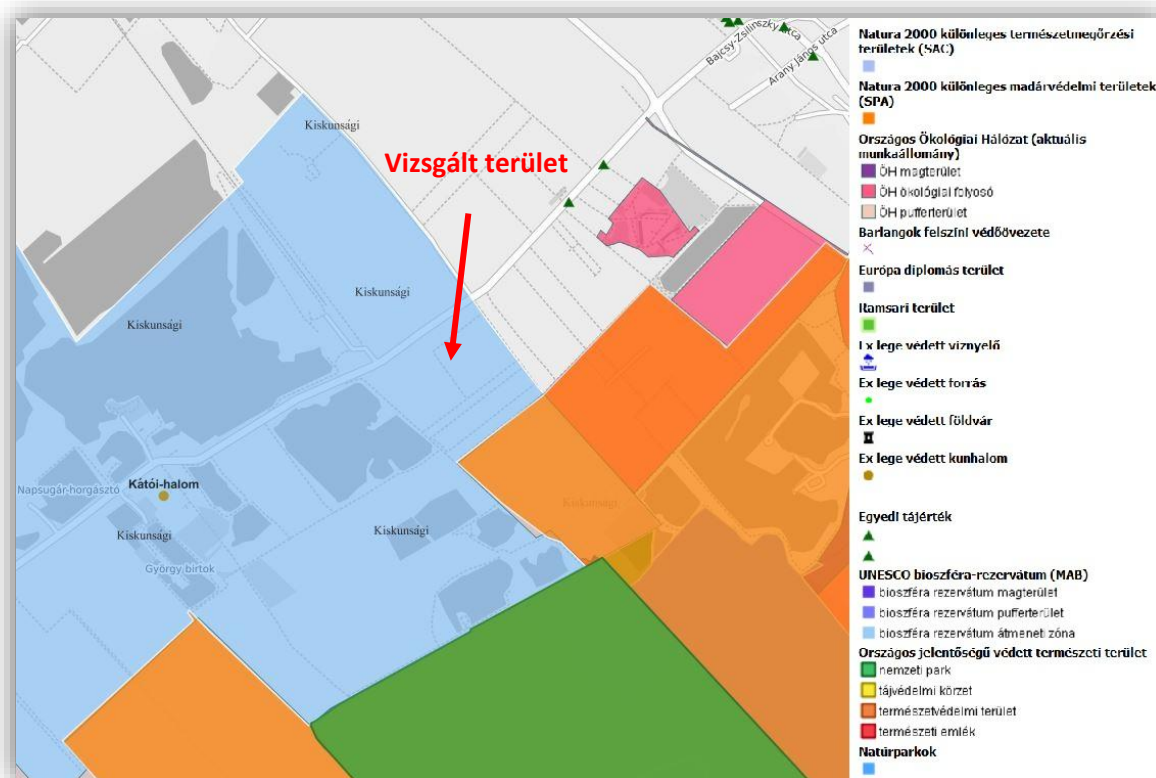 Bajcsy-Zsilinszky utca
Arany János utca
Kiskunsági
Vizsgált terület
Kiskunsági
Kiskunsági
Kátói-halom
Napsugár-horgásztó
Kiskunsági
Kiskunsági
Kiskunsági
György birtok
Natura 2000 különleges természetmegőrzési
területek (SAC)
Natura 2000 különleges madárvédelmi területek
(SPA)
Országos Ökológiai Hálózat (aktuális
munkaállomány)
ÖH magterület
ÖH ökológiai folyosó
ÖH pufferterület
Barlangok felszíni védőövezete
Európa diplomás terület
Ramsari terület
Ex lege védett víznyelő
Ex lege védett forrás
Ex lege védett földvár
Ex lege védett kunhalom
Egyedi tájérték
UNESCO bioszféra-rezervátum (MAB)
bioszféra rezervátum magterület
bioszféra rezervátum pufferterület
bioszféra rezervátum átmeneti zóna
Országos jelentőségű védett természeti terület
nemzeti park
tájvédelmi körzet
természetvédelmi terület
természeti emlék
Natúrparkok